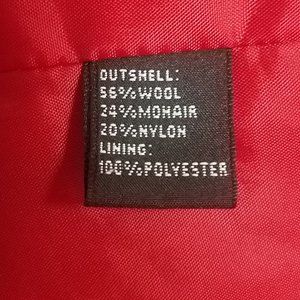 OUTSHELL:
56%WOOL
24%MOHAIR
20%NYLON
LINING:
100%POLYESTER